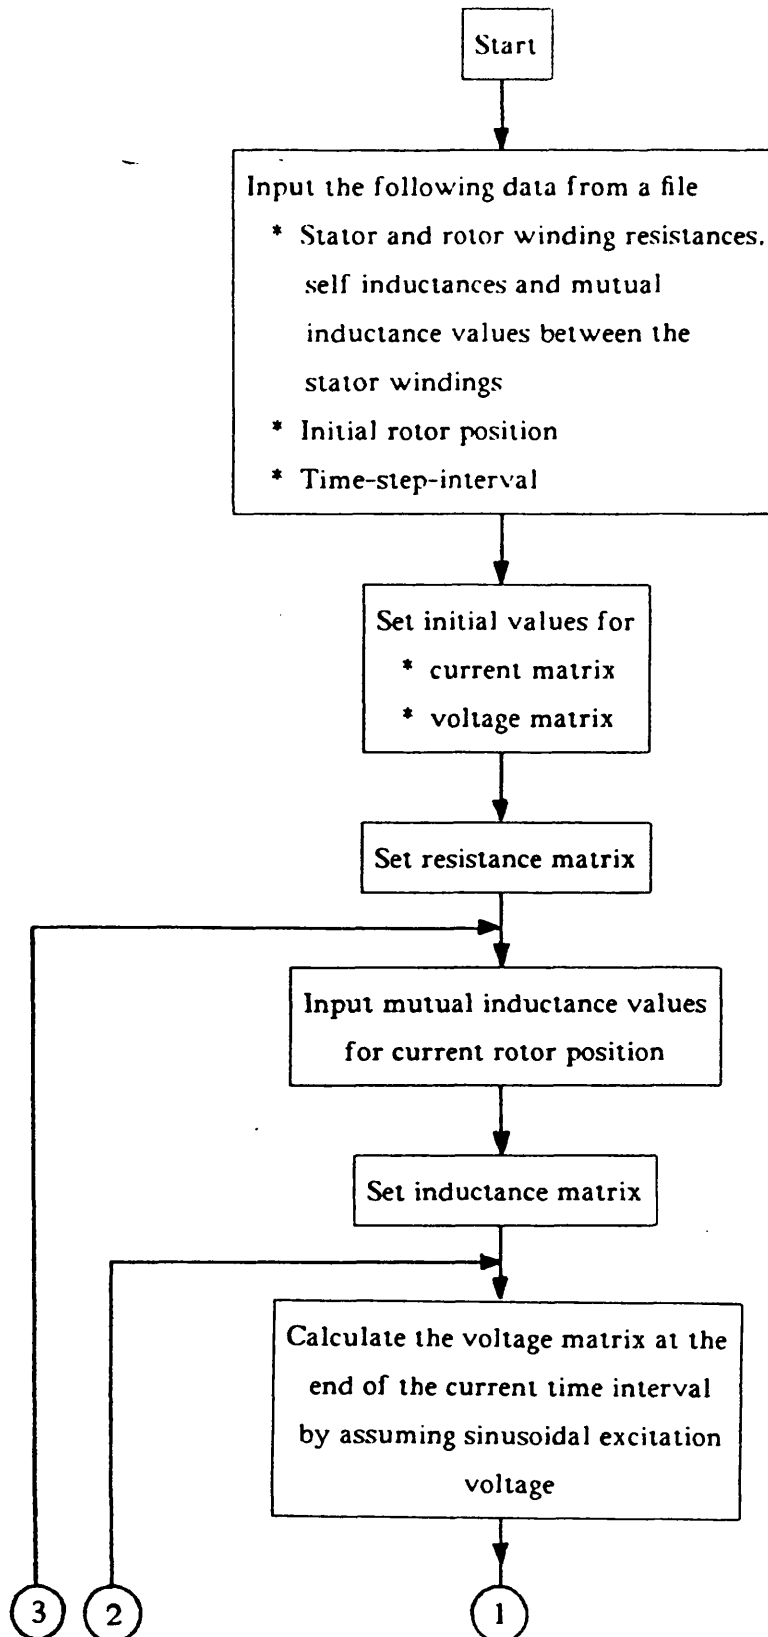 Start
Input the following data from a file
* Stator and rotor winding resistances.
self inductances and mutual
inductance values between the
stator windings
* Initial rotor position
* Time-step-interval
Set initial values for
* current matrix
* voltage matrix
Set resistance matrix
Input mutual inductance values
for current rotor position
Set inductance matrix
Calculate the voltage matrix at the
end of the current time interval
by assuming sinusoidal excitation
voltage
3 2 1